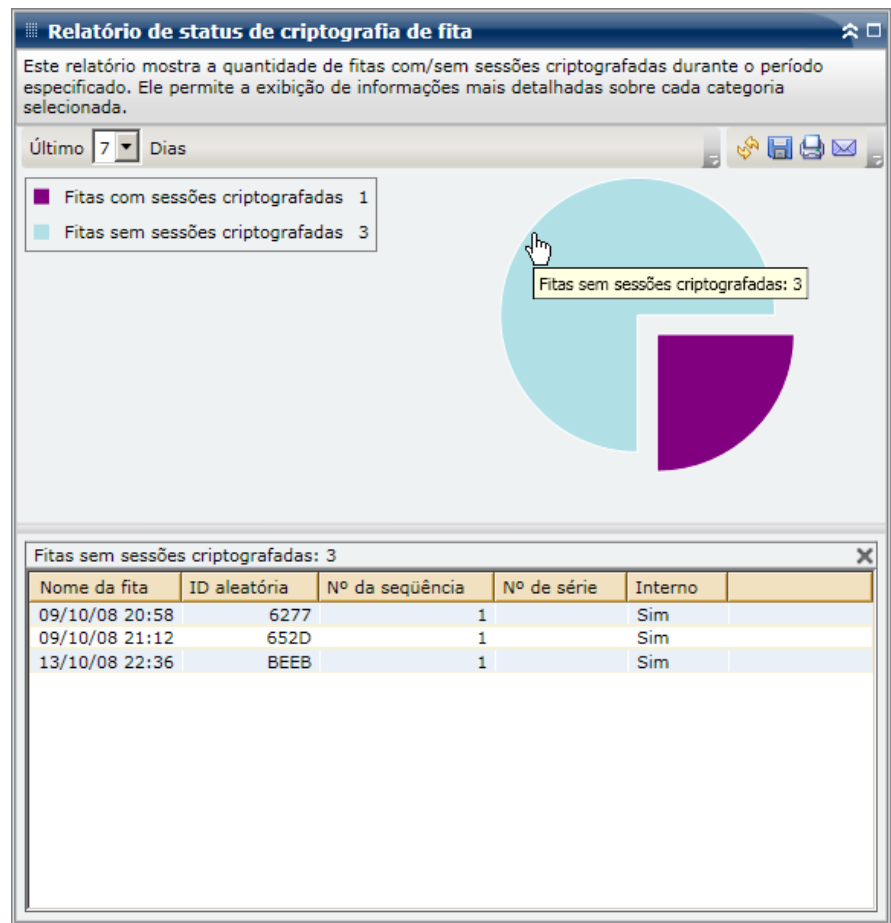 Relatório de status de criptografia de fita
Este relatório mostra a quantidade de fitas com/sem sessões criptografadas durante o período
especificado. Ele permite a exibição de informações mais detalhadas sobre cada categoria
selecionada.
Último 7 Dias
Fitas com sessões criptografadas 1
Fitas sem sessões criptografadas 3
Fitas sem sessões criptografadas: 3
Fitas sem sessões criptografadas: 3
Nome da fita ID aleatória Nº da seqüência Nº de série Interno
09/10/08 20:58 6277 1 Sim
09/10/08 21:12 652D 1 Sim
13/10/08 22:36 BEEB 1 Sim